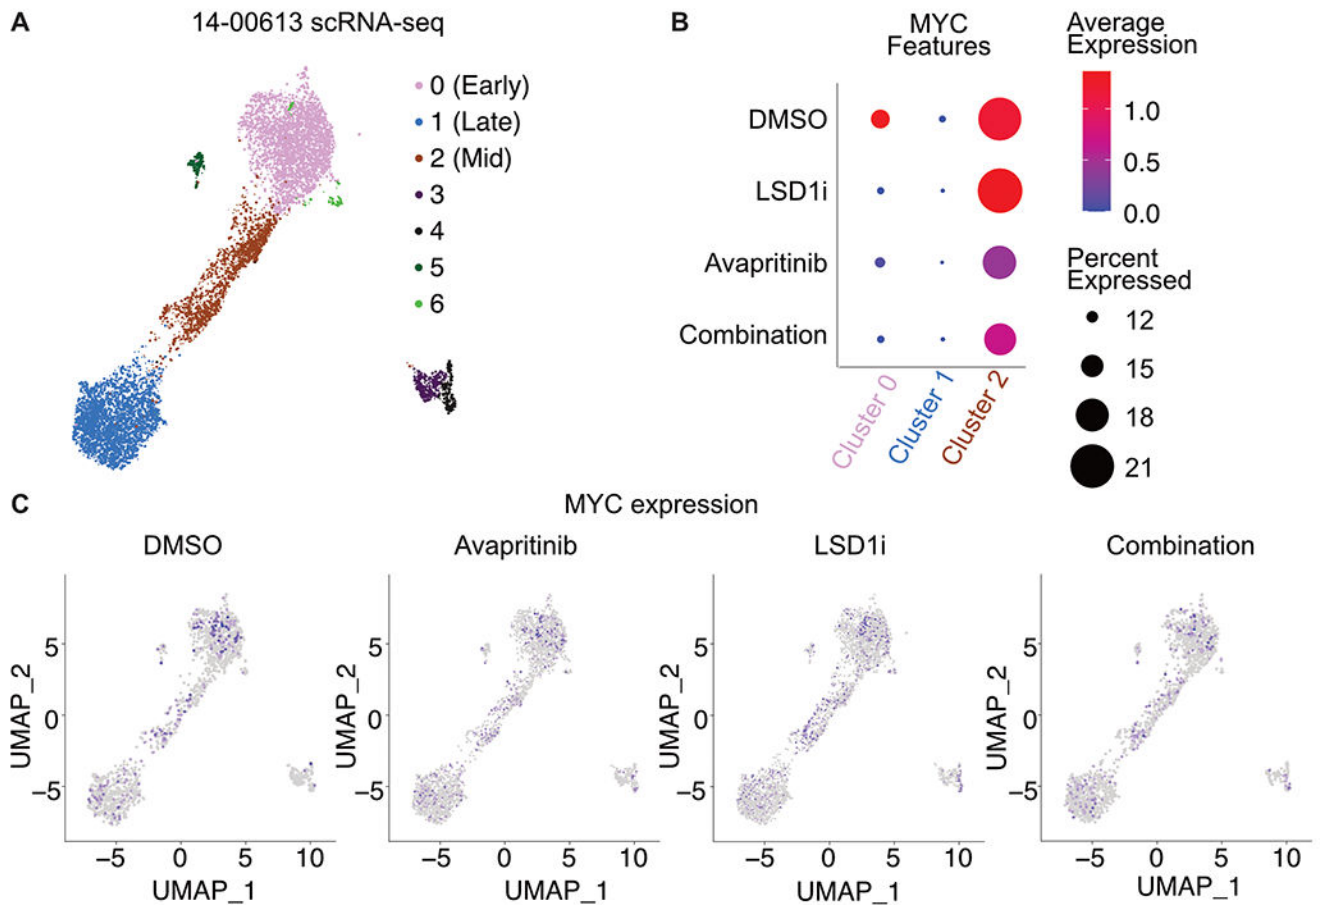 A
14-00613 scRNA-seq
0 (Early)
1 (Late)
2 (Mid)
3
4
5
6
B
MYC
Features
DMSO
LSD1i
Avapritinib
Combination
Cluster 0
Cluster 1
Cluster 2
Average
Expression
1.0
0.5
0.0
Percent
Expressed
12
15
18
21
C
MYC expression
DMSO
Avapritinib
LSD1i
Combination
UMAP_2
5
0
−5
−5 0 5 10
UMAP_1
UMAP_2
5
0
−5
−5 0 5 10
UMAP_1
UMAP_2
5
0
−5
−5 0 5 10
UMAP_1
UMAP_2
5
0
−5
−5 0 5 10
UMAP_1